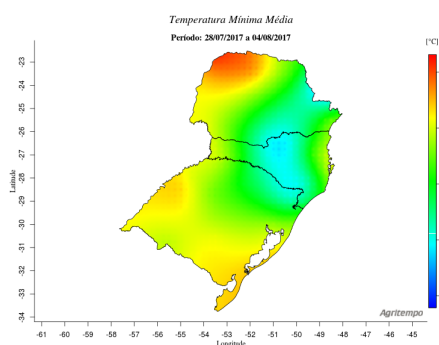 Temperatura Mínima Média
Período: 28/07/2017 a 04/08/2017
[°C]
-23
-24
-25
-26
-27
-28
-29
-30
-31
-32
-33
-34
Latitude
Agritempo
-61 -60 -59 -58 -57 -56 -55 -54 -53 -52 -51 -50 -49 -48 -47 -46 -45
Longitude